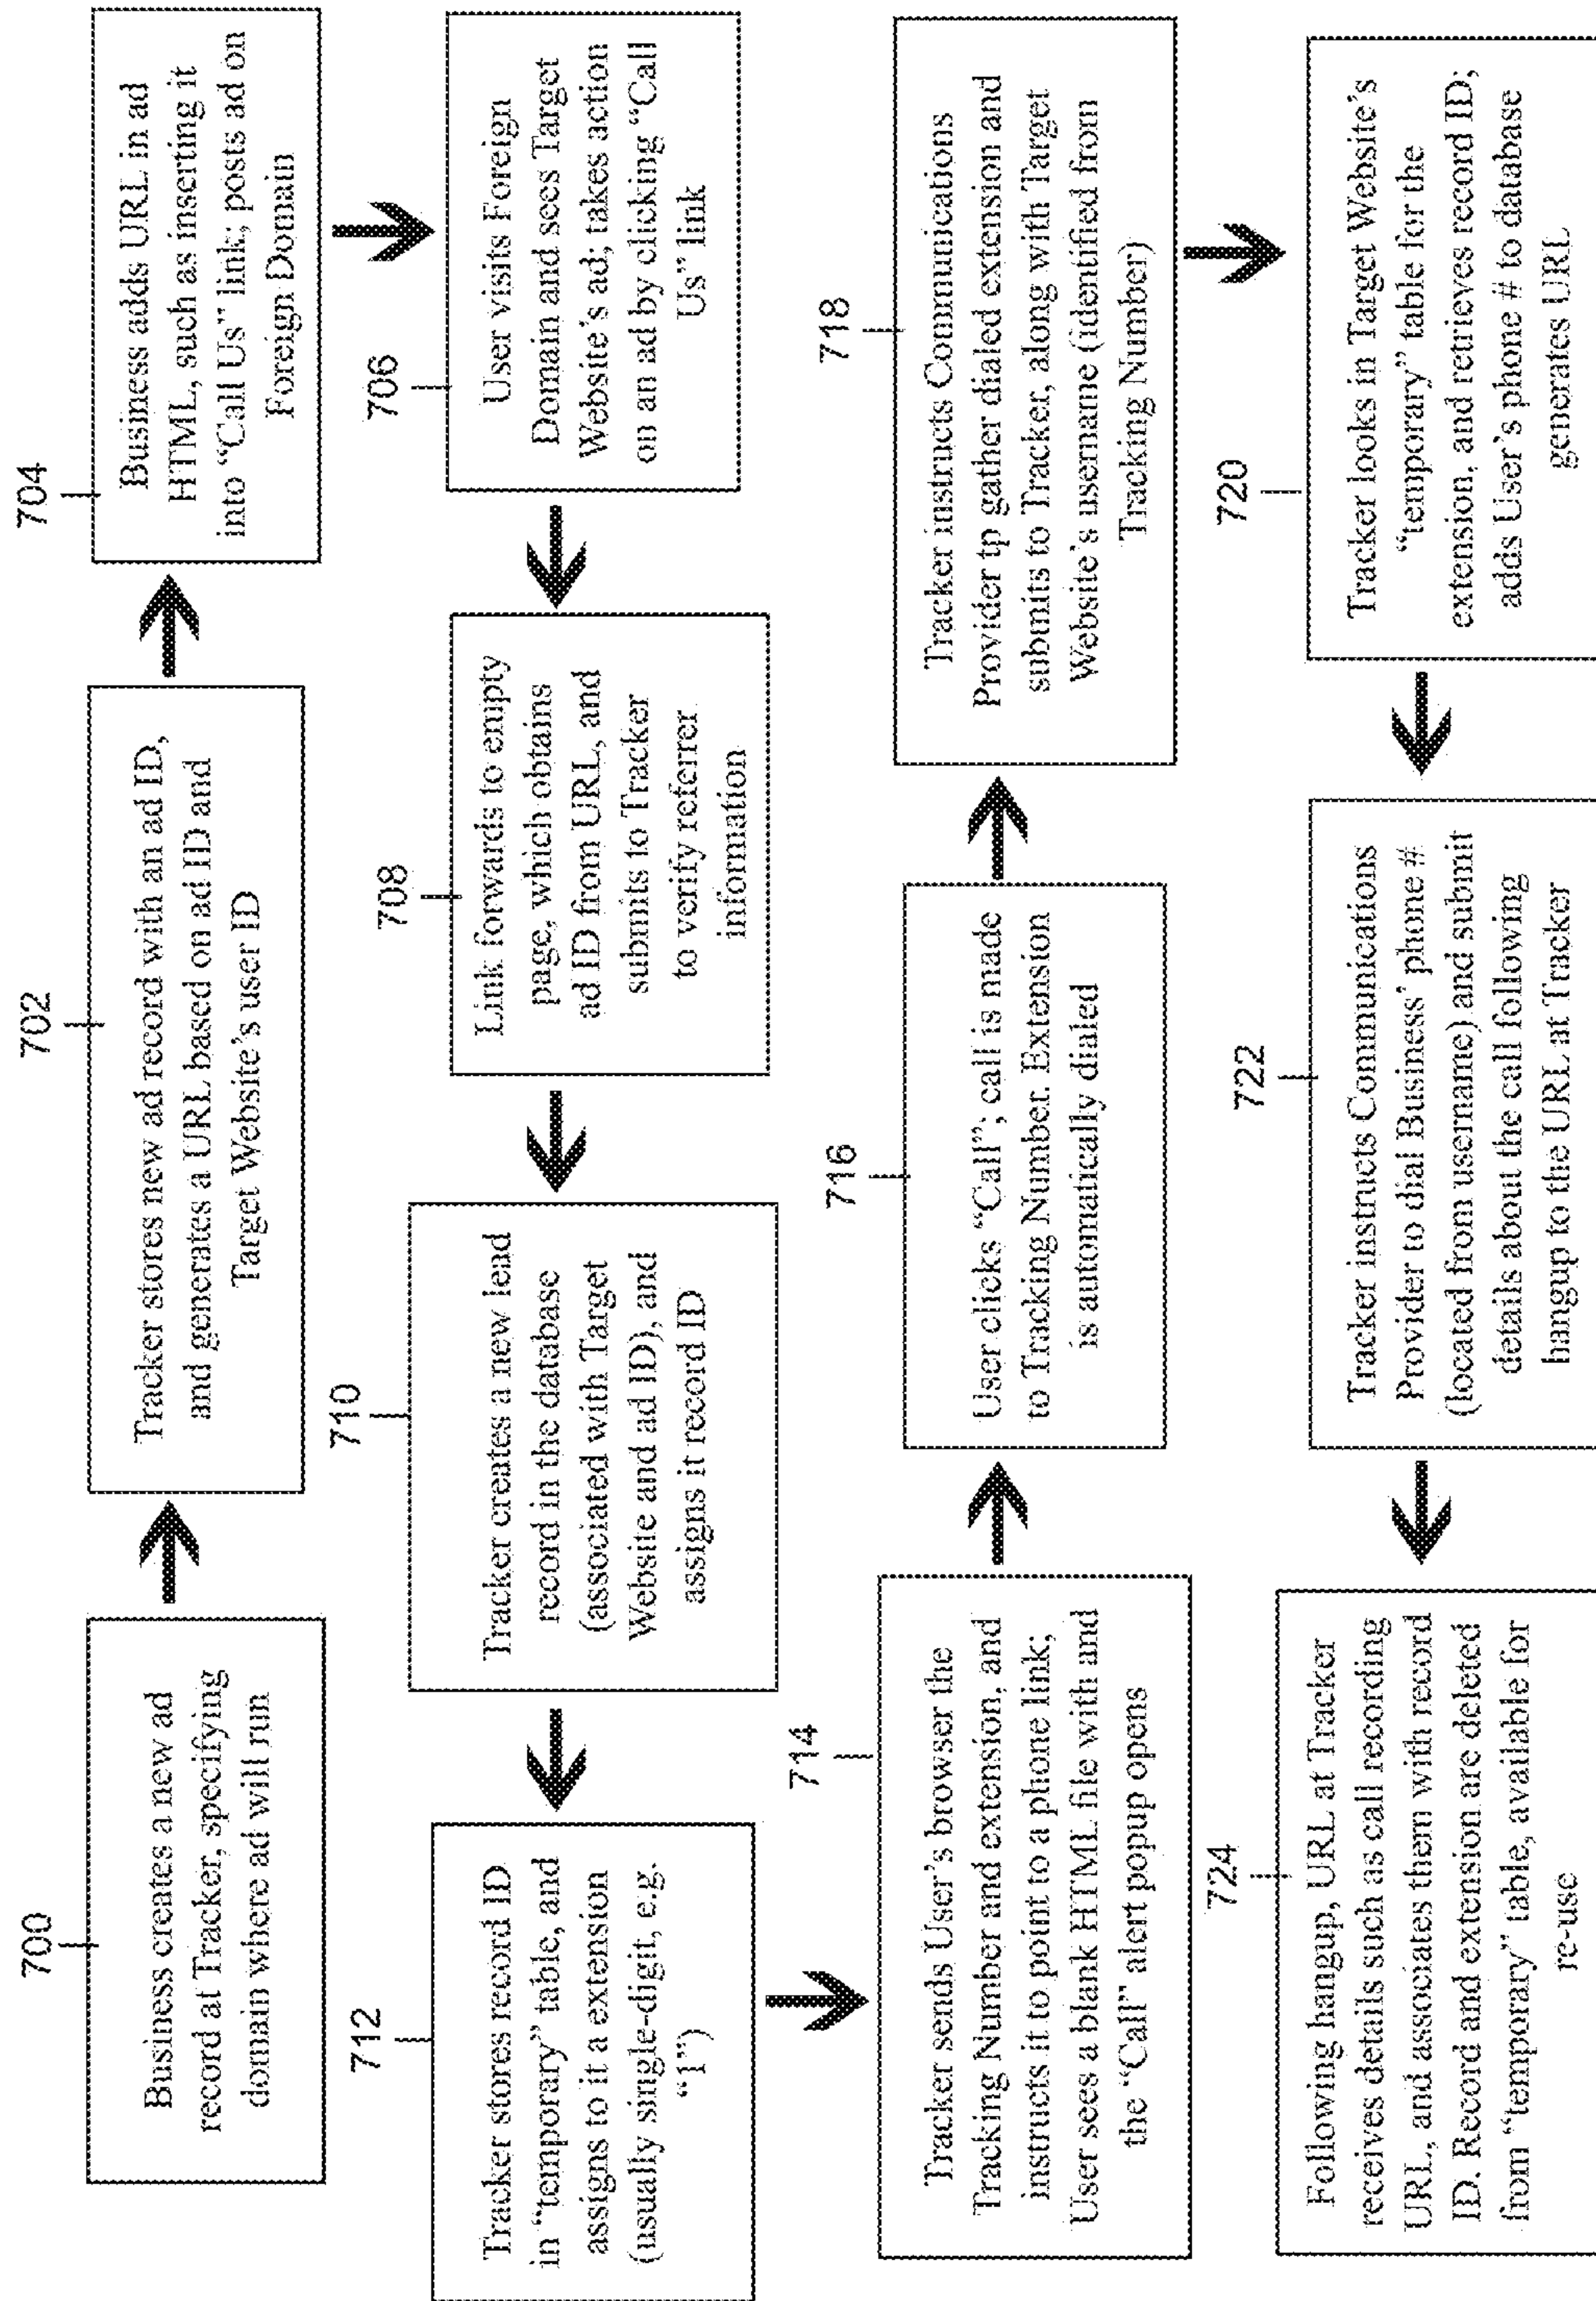 700
Business creates a new ad
record at Tracker, specifying
domain where ad will run
702
Tracker stores new ad record with an ad ID,
and generates a URL based on ad ID and
Target Website's user ID
704
Business adds URL in ad
HTML, such as inserting it
into "Call Us" link; posts ad on
Foreign Domain
706
User visits Foreign
Domain and sees Target
Website's ad; takes action
on an ad by clicking "Call
Us" link
708
Link forwards to empty
page, which obtains
ad ID from URL, and
submits to Tracker
to verify referrer
information
710
Tracker creates a new lead
record in the database
(associated with Target
Website and ad ID), and
assigns it record ID
712
Tracker stores record ID
in "temporary" table, and
assigns to it a extension
(usually single-digit, e.g.
"1")
714
Tracker sends User's browser the
Tracking Number and extension, and
instructs it to point to a phone link;
User sees a blank HTML file with and
the "Call" alert popup opens
716
User clicks "Call"; call is made
to Tracking Number. Extension
is automatically dialed
718
Tracker instructs Communications
Provider tp gather dialed extension and
submits to Tracker, along with Target
Website's username (identified from
Tracking Number)
720
Tracker looks in Target Website's
"temporary" table for the
extension, and retrieves record ID;
adds User's phone # to database
generates URL
722
Tracker instructs Communications
Provider to dial Business' phone #
(located from username) and submit
details about the call following
hangup to the URL at Tracker
724
Following hangup, URL at Tracker
receives details such as call recording
URL, and associates them with record
ID. Record and extension are deleted
from "temporary" table, available for
re-use